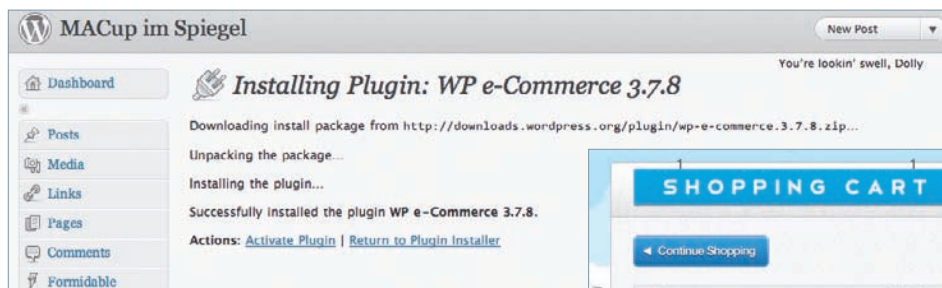 MACup im Spiegel
New Post
You're lookin' swell, Dolly
Dashboard
Posts
Media
Links
Pages
Comments
Formidable
Installing Plugin: WP e-Commerce 3.7.8
Downloading install package from http://downloads.wordpress.org/plugin/wp-e-commerce.3.7.8.zip...
Unpacking the package...
Installing the plugin...
Successfully installed the plugin WP e-Commerce 3.7.8.
Actions: Activate Plugin | Return to Plugin Installer
1 1
SHOPPING CART
Continue Shopping